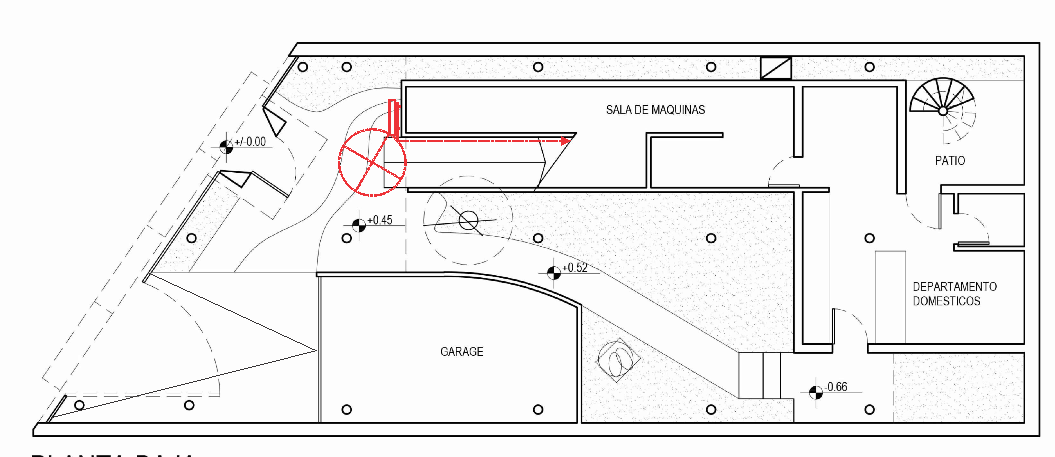 SALA DE MAQUINAS
+/-0.00
PATIO
+0.45
+0.52
DEPARTAMENTO
DOMESTICOS
GARAGE
-0.66